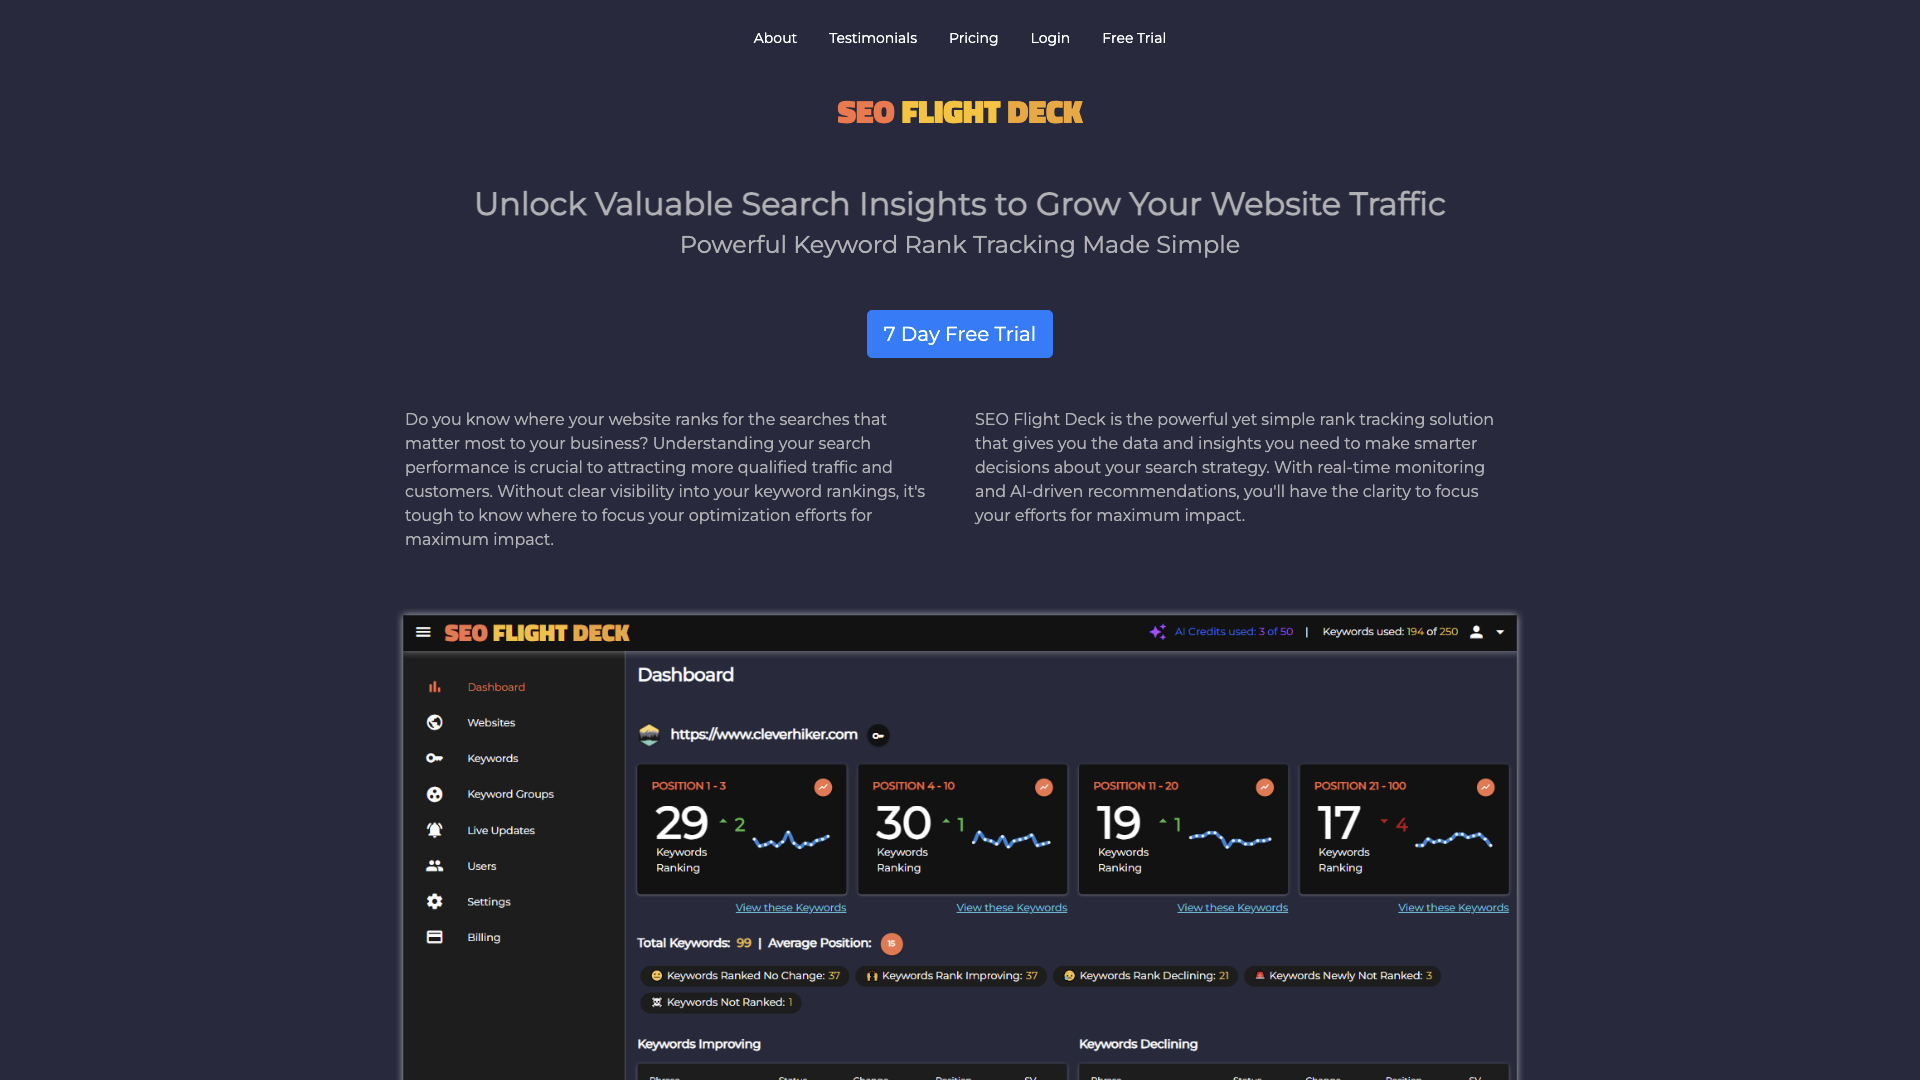 About Testimonials Pricing Login Free Trial
SEO FLIGHT DECK
Unlock Valuable Search Insights to Grow Your Website Traffic
Powerful Keyword Rank Tracking Made Simple
7 Day Free Trial
Do you know where your website ranks for the searches that
matter most to your business? Understanding your search
performance is crucial to attracting more qualified traffic and
customers. Without clear visibility into your keyword rankings, it's
tough to know where to focus your optimization efforts for
maximum impact.
SEO Flight Deck is the powerful yet simple rank tracking solution
that gives you the data and insights you need to make smarter
decisions about your search strategy. With real-time monitoring
and AI-driven recommendations, you'll have the clarity to focus
your efforts for maximum impact.
SEO FLIGHT DECK AI Credits used: 3 of 50 | Keywords used: 194 of 250
Dashboard
Websites
Keywords
Keyword Groups
Live Updates
Users
Settings
Billing
Dashboard
https://www.cleverhiker.com
POSITION 1 - 3
29 2
Keywords
Ranking
View these Keywords
POSITION 4 - 10
30 1
Keywords
Ranking
View these Keywords
POSITION 11 - 20
19 1
Keywords
Ranking
View these Keywords
POSITION 21 - 100
17 4
Keywords
Ranking
View these Keywords
Total Keywords: 99 | Average Position: 15
Keywords Ranked No Change: 37 Keywords Rank Improving: 37 Keywords Rank Declining: 21 Keywords Newly Not Ranked: 3
Keywords Not Ranked: 1
Keywords Improving
Keywords Declining
Phrase Status Change Position SV
Phrase Status Change Position SV